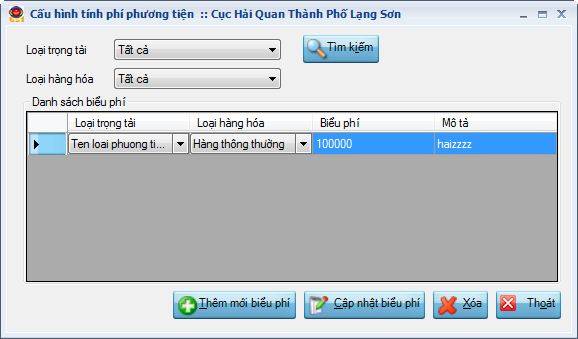 Cấu hình tính phí phương tiện :: Cục Hải Quan Thành Phố Lạng Sơn
Loại trọng tải Tất cả Tìm kiếm
Loại hàng hóa Tất cả
Danh sách biểu phí
Loại trọng tải Loại hàng hóa Biểu phí Mô tả
Ten loai phuong ti... Hàng thông thường 100000 haizzzz
Thêm mới biểu phí Cập nhật biểu phí Xóa Thoát